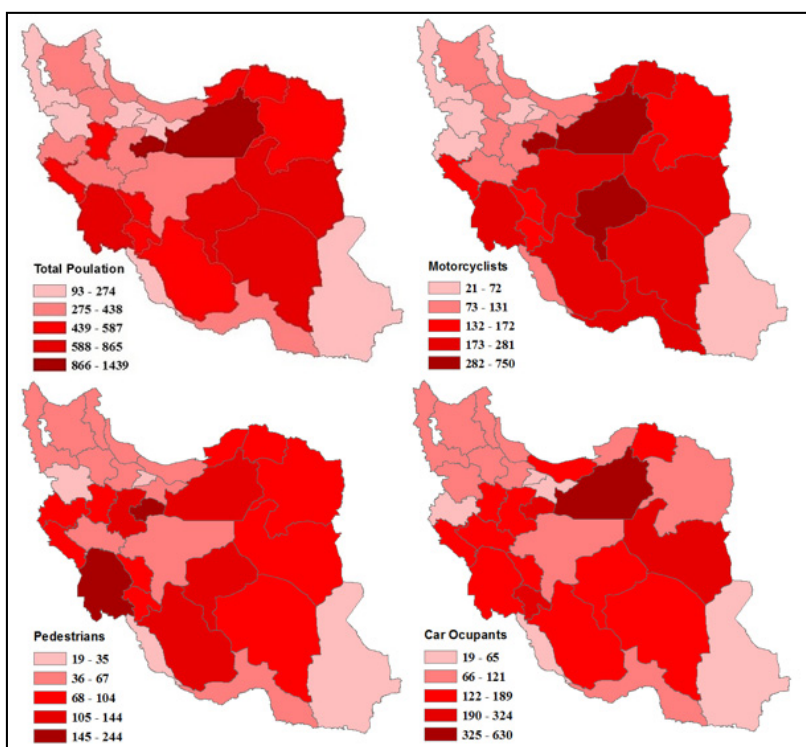 Total Poulation
93 - 274
275 - 438
439 - 587
588 - 865
866 - 1439
Motorcyclists
21 - 72
73 - 131
132 - 172
173 - 281
282 - 750
Pedestrians
19 - 35
36 - 67
68 - 104
105 - 144
145 - 244
Car Ocupants
19 - 65
66 - 121
122 - 189
190 - 324
325 - 630